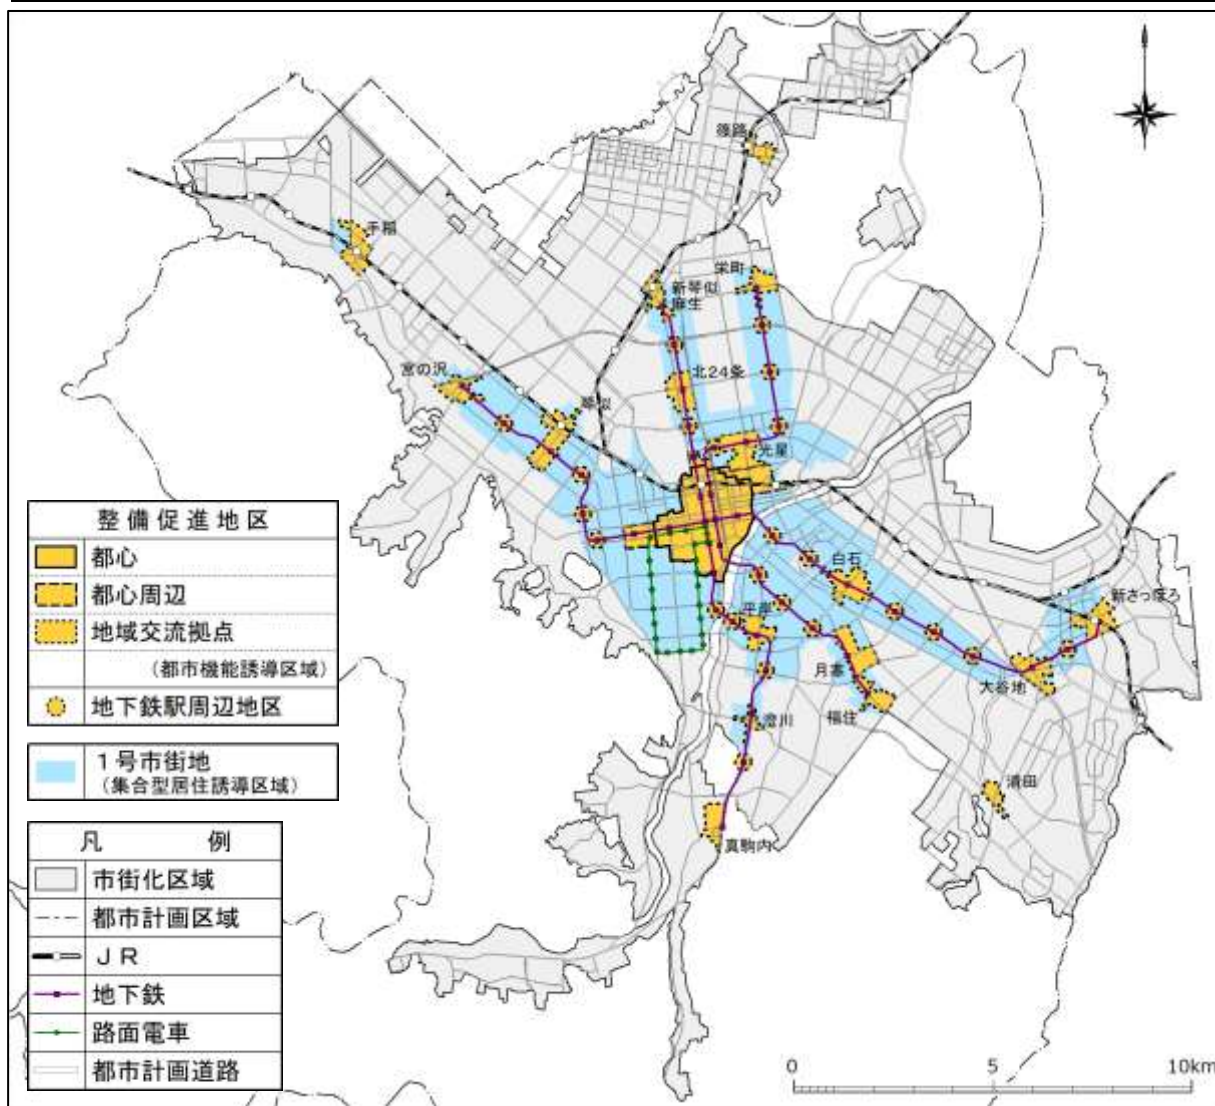 篠路
手稲
栄町
新琴似
麻生
宮の沢
北24条
琴似
光星
白石
新さっぽろ
平岸
月寒
大谷地
福住
澄川
清田
真駒内
整備促進地区
都心
都心周辺
地域交流拠点
(都市機能誘導区域)
地下鉄駅周辺地区
1号市街地
(集合型居住誘導区域)
凡例
市街化区域
都市計画区域
JR
地下鉄
路面電車
都市計画道路
0 5 10km